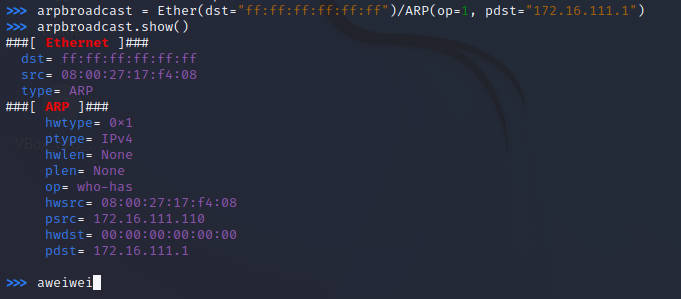 >>> arpbroadcast = Ether(dst="ff:ff:ff:ff:ff:ff")/ARP(op=1, pdst="172.16.111.1")
>>> arpbroadcast.show()
###[ Ethernet ]###
  dst= ff:ff:ff:ff:ff:ff
  src= 08:00:27:17:f4:08
  type= ARP
###[ ARP ]###
     hwtype= 0×1
     ptype= IPv4
     hwlen= None
     plen= None
     op= who-has
     hwsrc= 08:00:27:17:f4:08
     psrc= 172.16.111.110
     hwdst= 00:00:00:00:00:00
     pdst= 172.16.111.1
>>> aweiwei